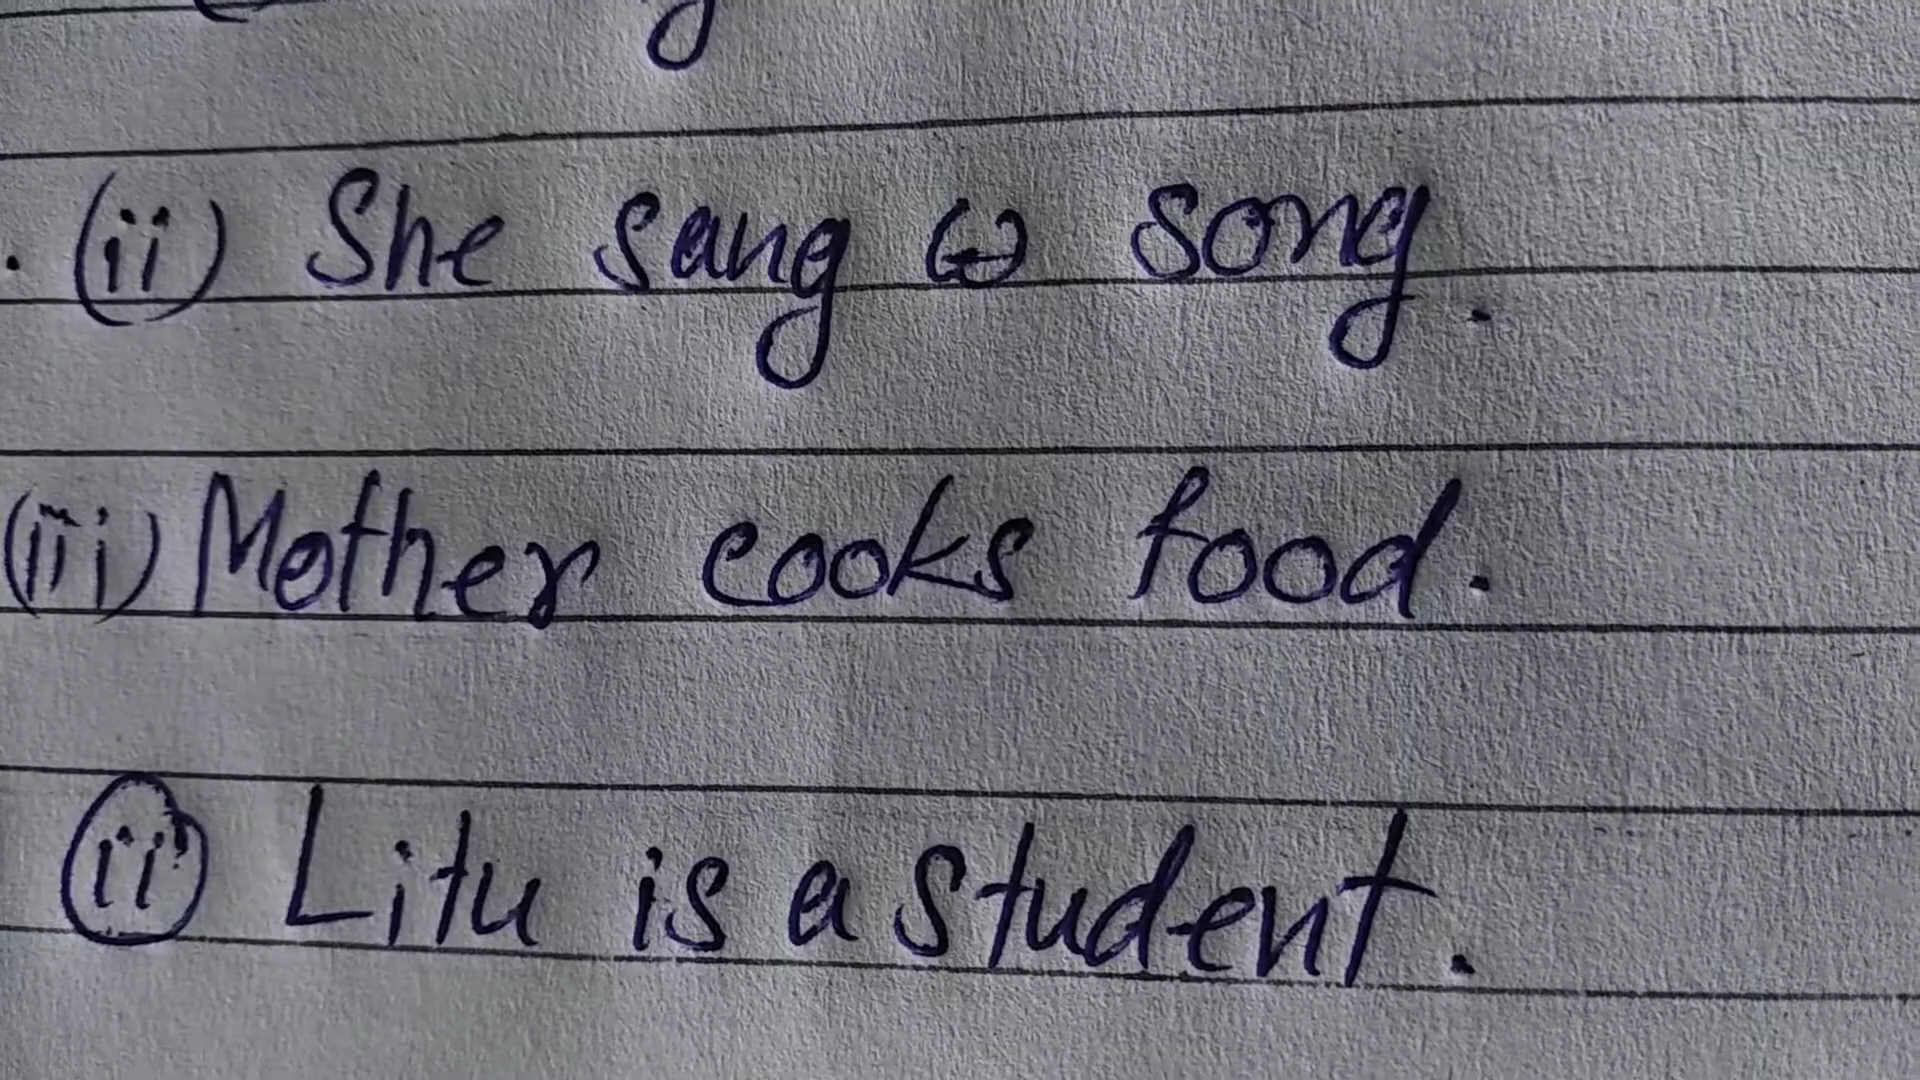 . (ii) She sang a song.
(iii) Mother cooks food.
(ii) Litu is a student.